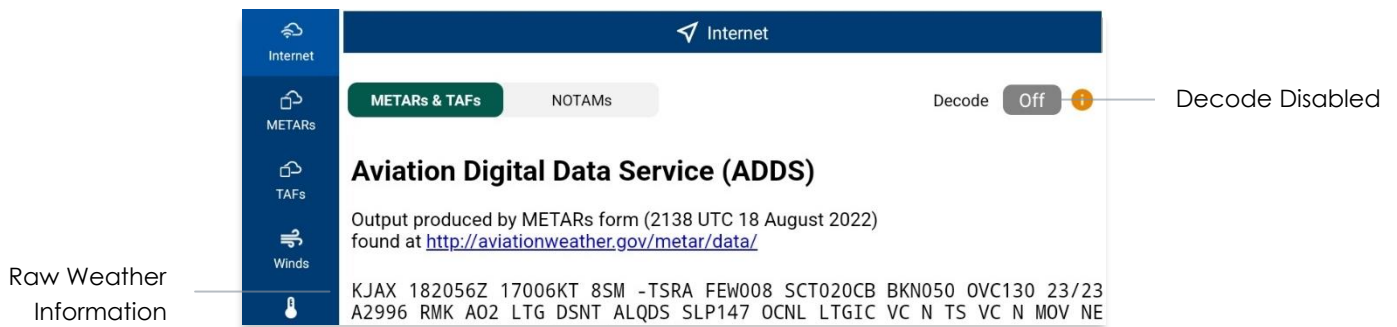 Internet
Internet
METARs & TAFs
NOTAMs
Decode
Off
Decode Disabled
METARs
Aviation Digital Data Service (ADDS)
TAFs
Output produced by METARs form (2138 UTC 18 August 2022)
found at http://aviationweather.gov/metar/data/
Winds
Raw Weather
Information
KJAX 182056Z 17006KT 8SM -TSRA FEW008 SCT020CB BKN050 OVC130 23/23
A2996 RMK AO2 LTG DSNT ALQDS SLP147 OCNL LTGIC VC N TS VC N MOV NE